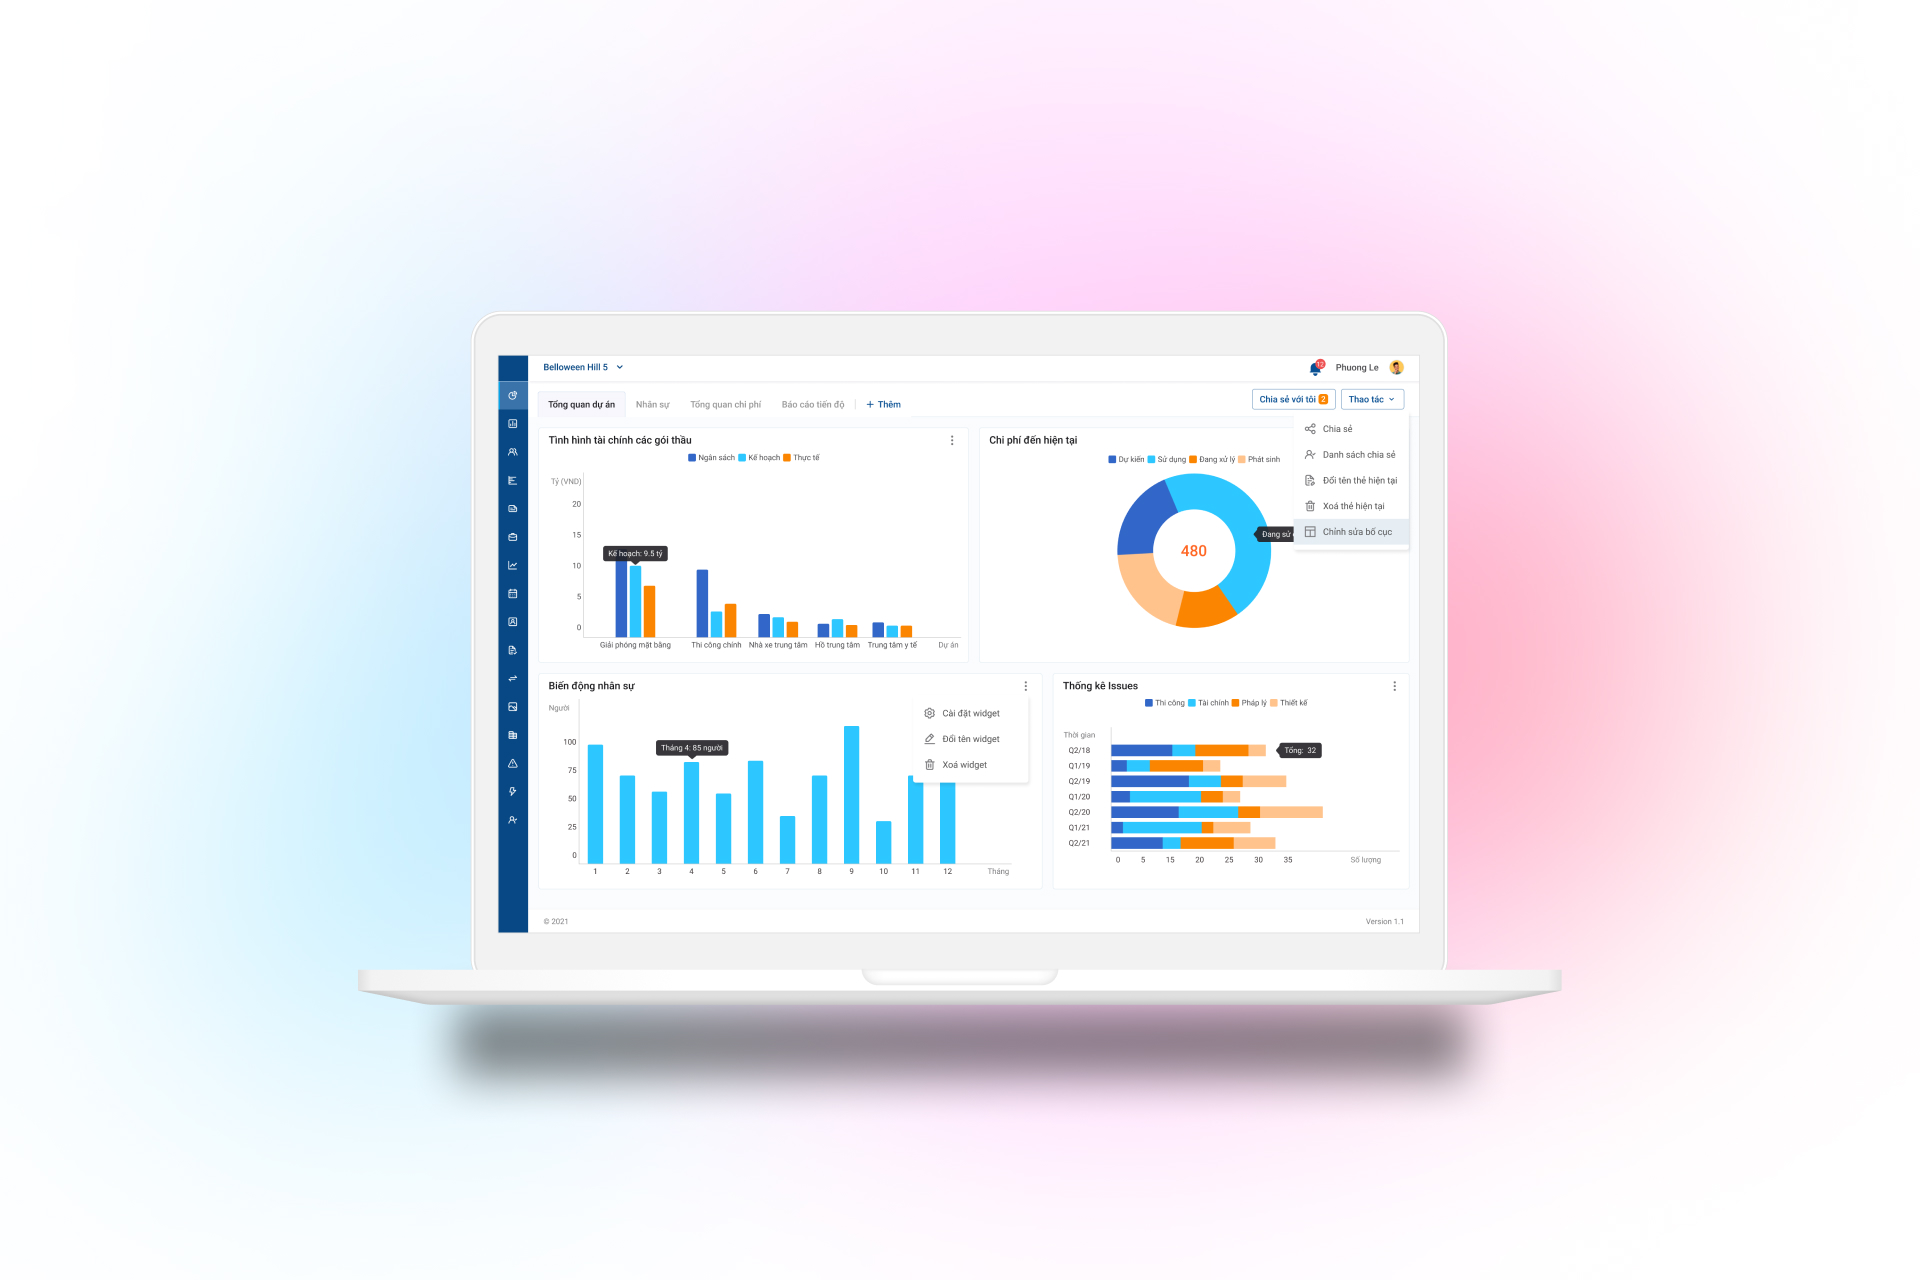 Belloween Hill 5
12
Phuong Le
Tổng quan dự án
Nhân sự
Tổng quan chi phí
Báo cáo tiến độ
+ Thêm
Chia sẻ với tôi 2
Thao tác
Chia sẻ
Danh sách chia sẻ
Đổi tên thẻ hiện tại
Xoá thẻ hiện tại
Chỉnh sửa bố cục
Tình hình tài chính các gói thầu
Ngân sách Kế hoạch Thực tế
Tỷ (VND)
20
15
10
5
0
Kế hoạch: 9.5 tỷ
Giải phóng mặt bằng
Thi công chính
Nhà xe trung tâm
Hồ trung tâm
Trung tâm y tế
Dự án
Chi phí đến hiện tại
Dự kiến Sử dụng Đang xử lý Phát sinh
480
Đang sử
Biến động nhân sự
Người
100
75
50
25
0
Tháng 4: 85 người
1 2 3 4 5 6 7 8 9 10 11 12
Tháng
Cài đặt widget
Đổi tên widget
Xoá widget
Thống kê Issues
Thi công Tài chính Pháp lý Thiết kế
Thời gian
Q2/18
Q1/19
Q2/19
Q1/20
Q2/20
Q1/21
Q2/21
Tổng: 32
0 5 15 20 25 30 35
Số lượng
© 2021
Version 1.1